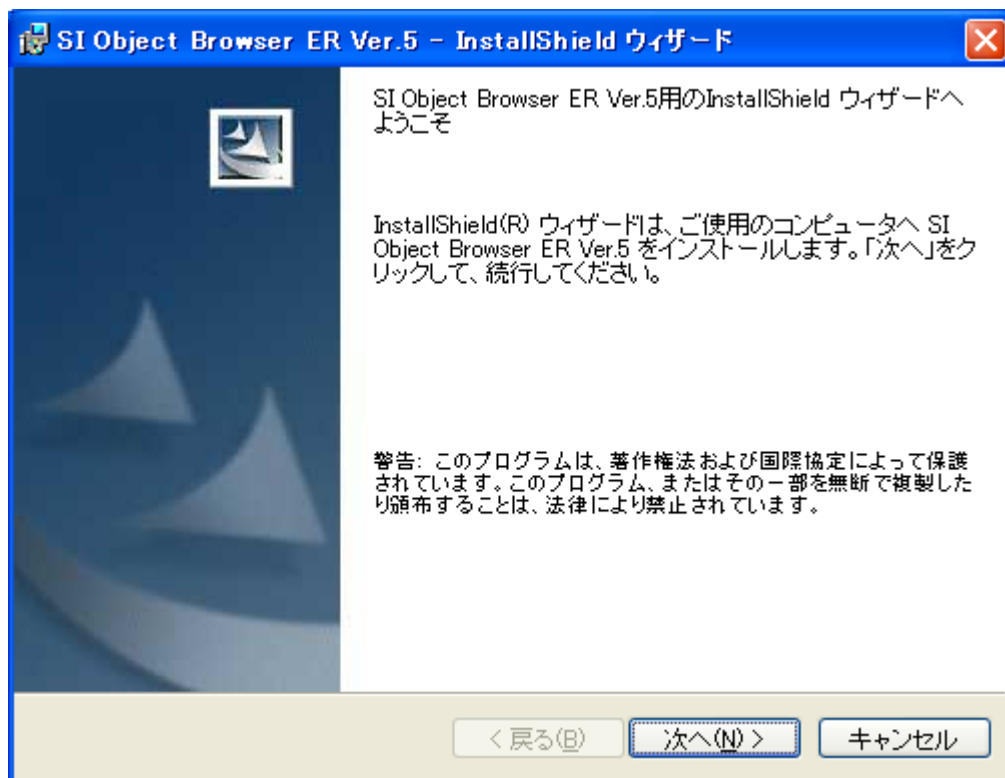 SI Object Browser ER Ver.5 - InstallShield ウィザード
SI Object Browser ER Ver.5用のInstallShield ウィザードへ
ようこそ
InstallShield(R) ウィザードは、ご使用のコンピュータへ SI
Object Browser ER Ver.5 をインストールします。「次へ」をク
リックして、続行してください。
警告: このプログラムは、著作権法および国際協定によって保護
されています。このプログラム、またはその一部を無断で複製した
り頒布することは、法律により禁止されています。
< 戻る(B)
次へ(N) >
キャンセル